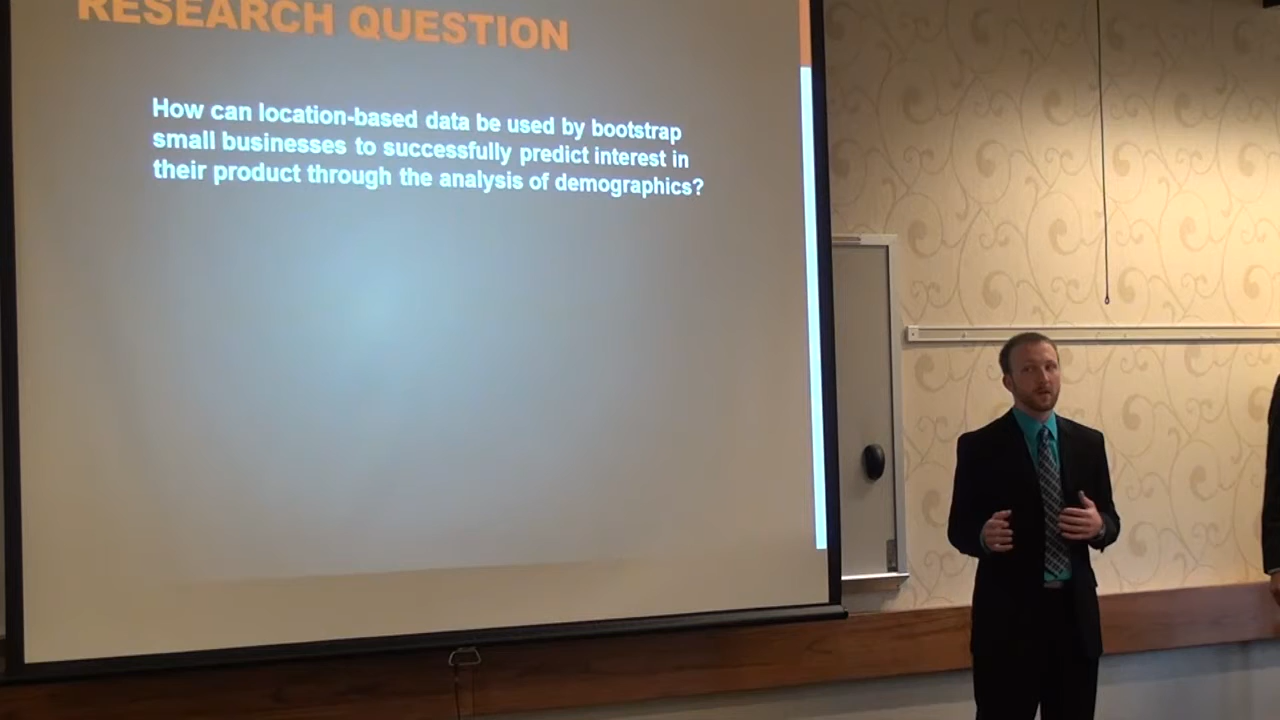 RESEARCH QUESTION
How can location-based data be used by bootstrap
small businesses to successfully predict interest in
their product through the analysis of demographics?